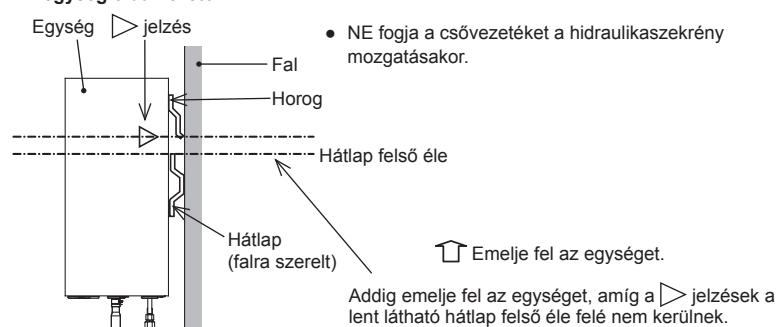 Egység ▷ jelzés
● NE fogja a csővezetéket a hidraulikaszekrény
mozgatásakor.
Fal
Horog
Hátlap felső éle
Hátlap
(falra szerelt)
⇧ Emelje fel az egységet.
Addig emelje fel az egységet, amíg a ▷ jelzések a
lent látható hátlap felső éle felé nem kerülnek.